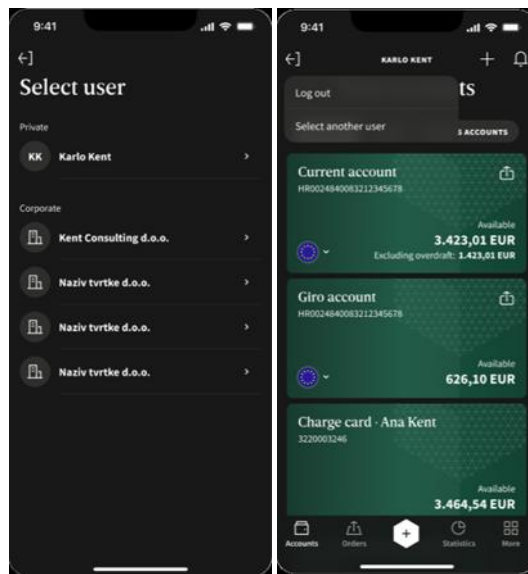 9:41
Select user
Private
KK Karlo Kent
Corporate
Kent Consulting d.o.o.
Naziv tvrtke d.o.o.
Naziv tvrtke d.o.o.
Naziv tvrtke d.o.o.
9:41
KARLO KENT
ts
Log out
Select another user
S ACCOUNTS
Current account
HR0024840083212345678
Available
3.423,01 EUR
Excluding overdraft: 1.423,01 EUR
Giro account
HR0024840083212345678
Available
626,10 EUR
Charge card · Ana Kent
3220003246
Available
3.464,54 EUR
Accounts
Orders
Statistics
More